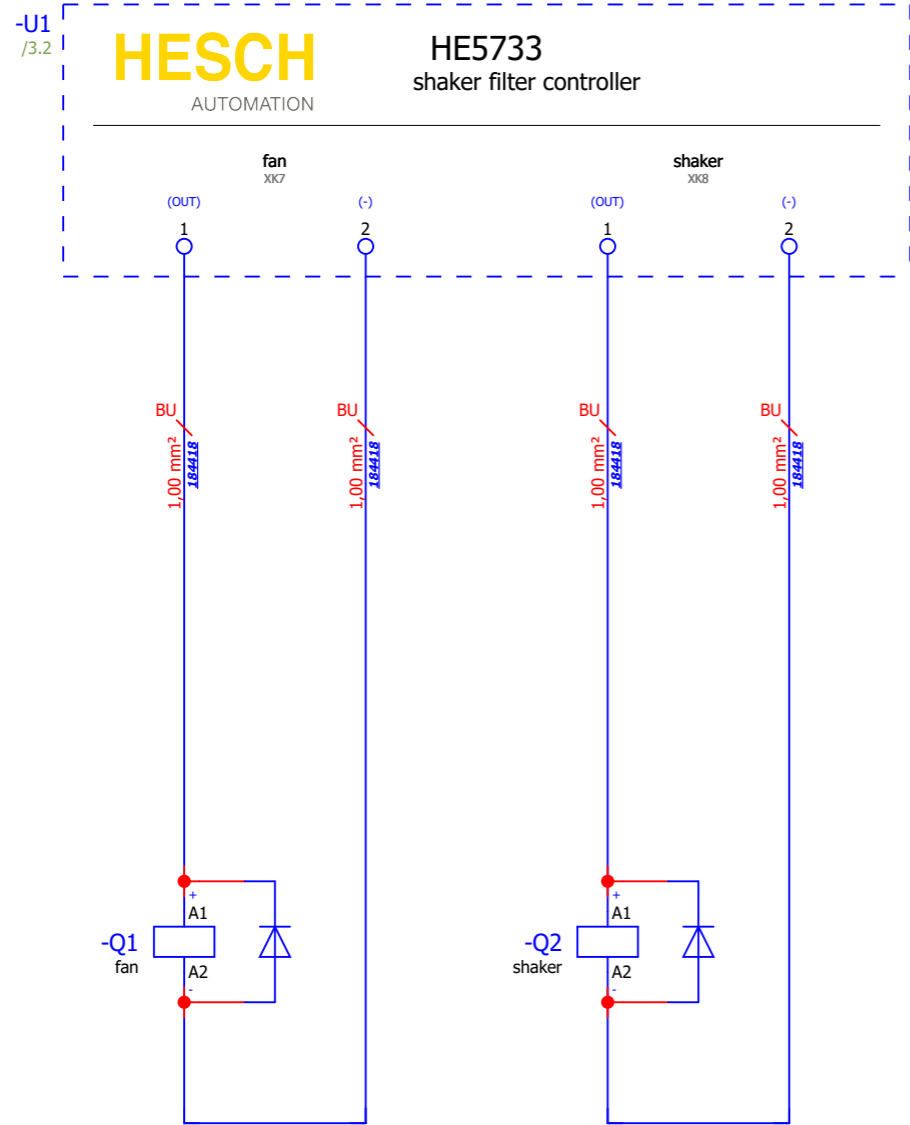 -U1
/3.2
HESCH
AUTOMATION
HE5733
shaker filter controller
fan
XK7
shaker
XK8
(OUT)
(-)
(OUT)
(-)
1
2
1
2
BU
BU
BU
BU
1,00 mm²
184418
1,00 mm²
184418
1,00 mm²
184418
1,00 mm²
184418
-Q1
fan
+
A1
A2
-
-Q2
shaker
+
A1
A2
-